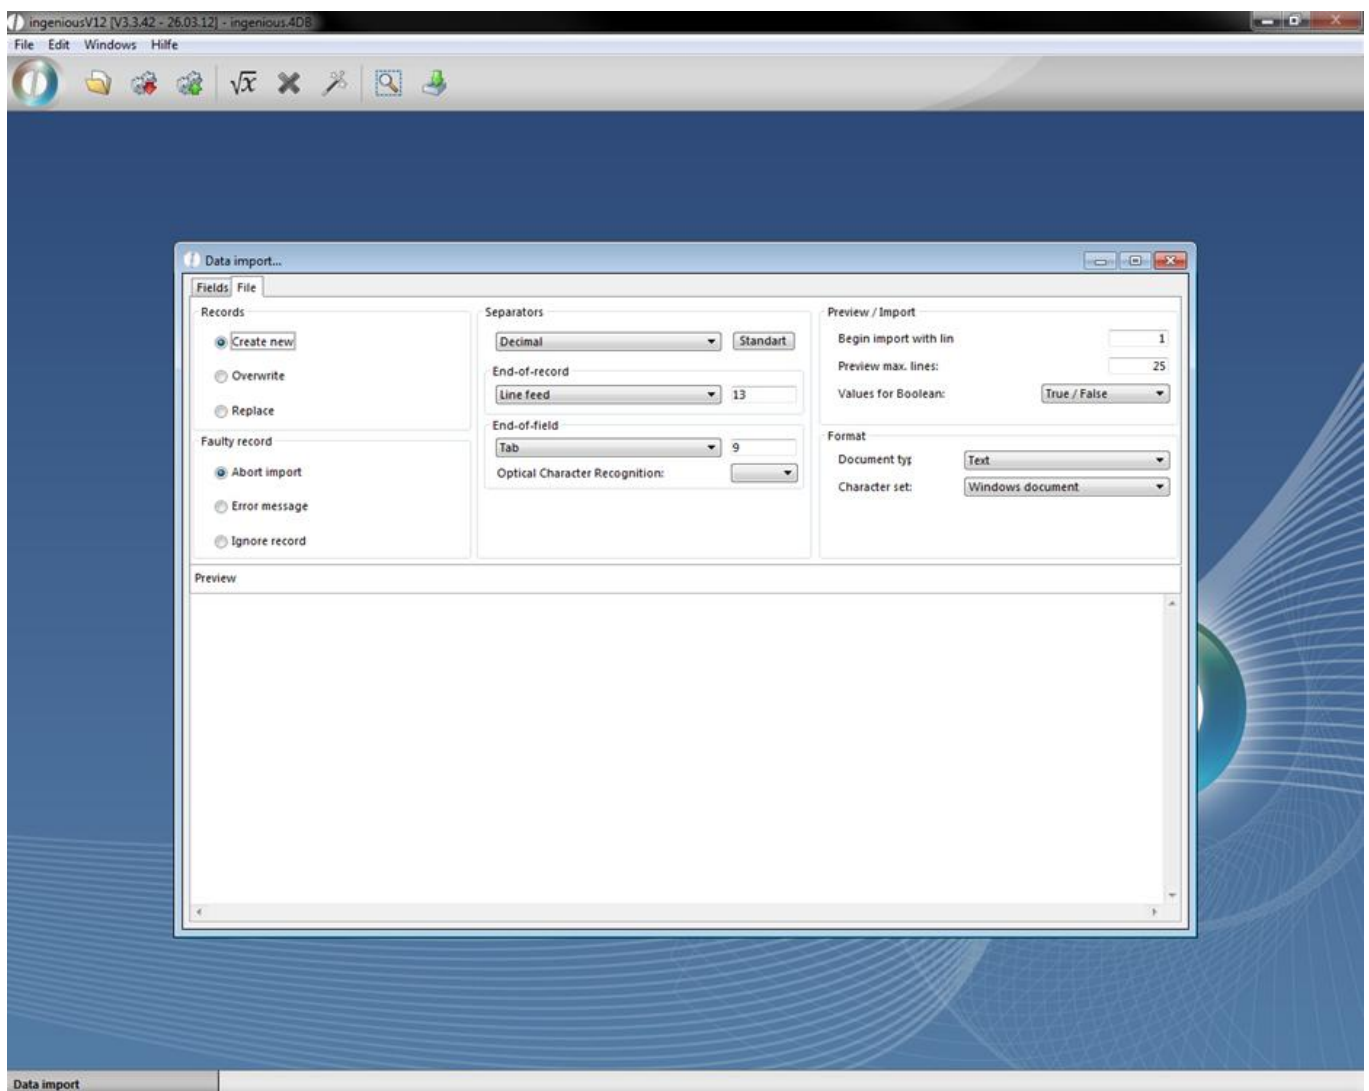 ingeniousV12 [V3.3.42 - 26.03.12] - ingenious.4DB
File Edit Windows Hilfe
√x
Data import...
Fields File
Records
Create new
Overwrite
Replace
Faulty record
Abort import
Error message
Ignore record
Separators
Decimal Standart
End-of-record
Line feed 13
End-of-field
Tab 9
Optical Character Recognition:
Preview / Import
Begin import with lin 1
Preview max. lines: 25
Values for Boolean: True / False
Format
Document typ Text
Character set: Windows document
Preview
Data import